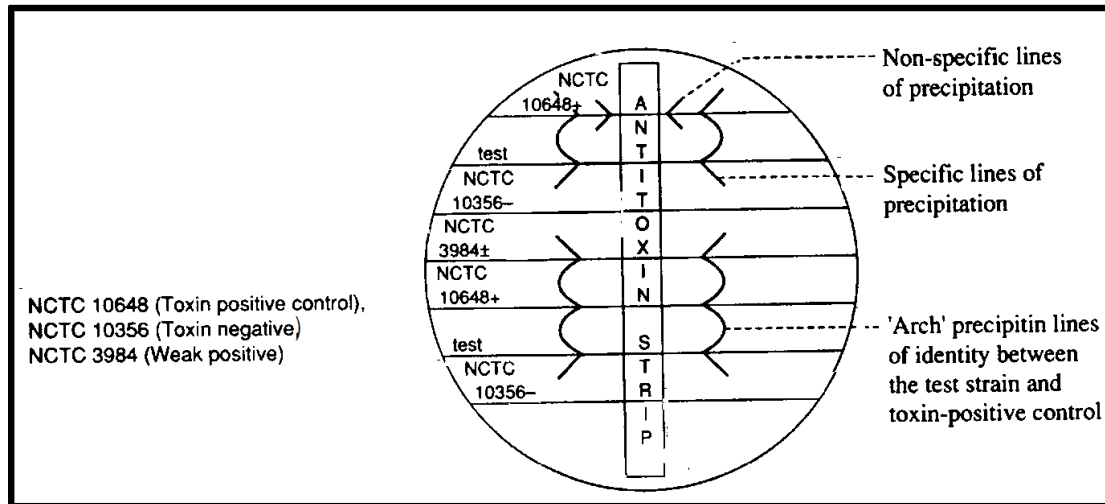 NCTC 10648 (Toxin positive control),
NCTC 10356 (Toxin negative)
NCTC 3984 (Weak positive)
NCTC
10648+
test
NCTC
10356–
NCTC
3984±
NCTC
10648+
test
NCTC
10356–
A
N
T
I
T
O
X
I
N
S
T
R
I
P
Non-specific lines
of precipitation
Specific lines of
precipitation
'Arch' precipitin lines
of identity between
the test strain and
toxin-positive control